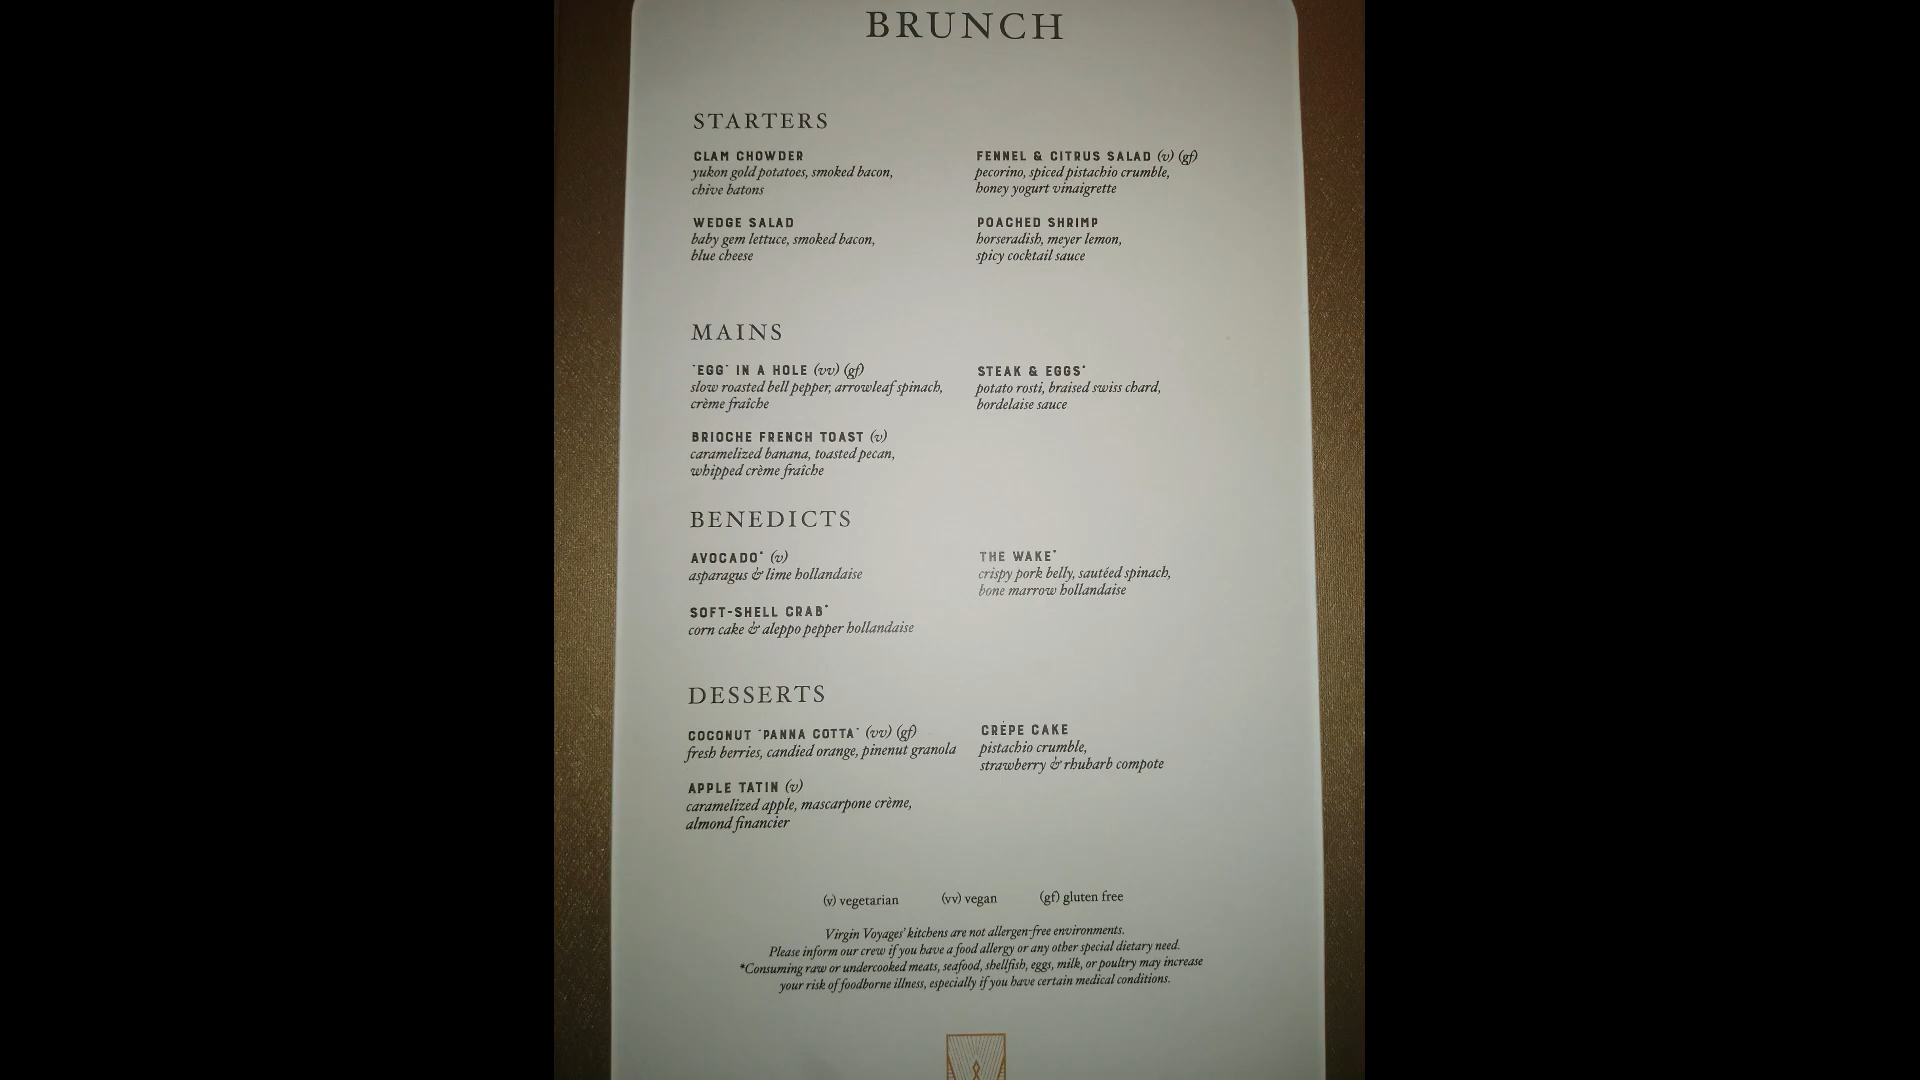 BRUNCH
STARTERS
CLAM CHOWDER
yukon gold potatoes, smoked bacon,
chive batons
WEDGE SALAD
baby gem lettuce, smoked bacon,
blue cheese
FENNEL & CITRUS SALAD (v) (gf)
pecorino, spiced pistachio crumble,
honey yogurt vinaigrette
POACHED SHRIMP
horseradish, meyer lemon,
spicy cocktail sauce
MAINS
'EGG' IN A HOLE (vv) (gf)
slow roasted bell pepper, arrowleaf spinach,
crème fraîche
BRIOCHE FRENCH TOAST (v)
caramelized banana, toasted pecan,
whipped crème fraîche
STEAK & EGGS*
potato rosti, braised swiss chard,
bordelaise sauce
BENEDICTS
AVOCADO* (v)
asparagus & lime hollandaise
SOFT-SHELL CRAB*
corn cake & aleppo pepper hollandaise
THE WAKE*
crispy pork belly, sautéed spinach,
bone marrow hollandaise
DESSERTS
COCONUT 'PANNA COTTA' (vv) (gf)
fresh berries, candied orange, pinenut granola
APPLE TATIN (v)
caramelized apple, mascarpone crème,
almond financier
CRÊPE CAKE
pistachio crumble,
strawberry & rhubarb compote
(v) vegetarian (vv) vegan (gf) gluten free
Virgin Voyages' kitchens are not allergen-free environments.
Please inform our crew if you have a food allergy or any other special dietary need.
*Consuming raw or undercooked meats, seafood, shellfish, eggs, milk, or poultry may increase
your risk of foodborne illness, especially if you have certain medical conditions.